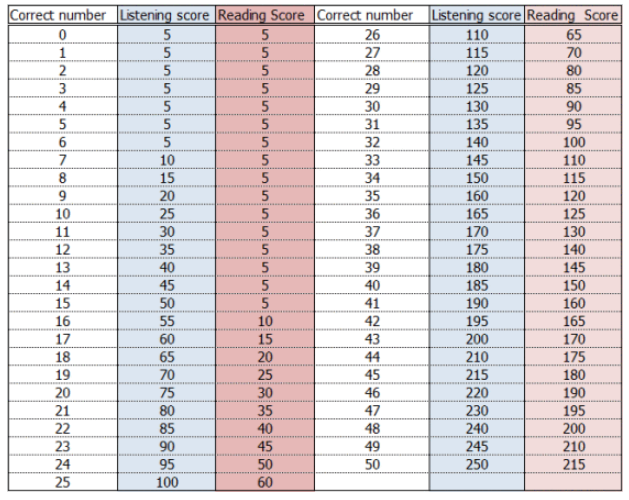 Correct number Listening score Reading Score Correct number Listening score Reading Score
0 5 5 26 110 65
1 5 5 27 115 70
2 5 5 28 120 80
3 5 5 29 125 85
4 5 5 30 130 90
5 5 5 31 135 95
6 5 5 32 140 100
7 10 5 33 145 110
8 15 5 34 150 115
9 20 5 35 160 120
10 25 5 36 165 125
11 30 5 37 170 130
12 35 5 38 175 140
13 40 5 39 180 145
14 45 5 40 185 150
15 50 5 41 190 160
16 55 10 42 195 165
17 60 15 43 200 170
18 65 20 44 210 175
19 70 25 45 215 180
20 75 30 46 220 190
21 80 35 47 230 195
22 85 40 48 240 200
23 90 45 49 245 210
24 95 50 50 250 215
25 100 60